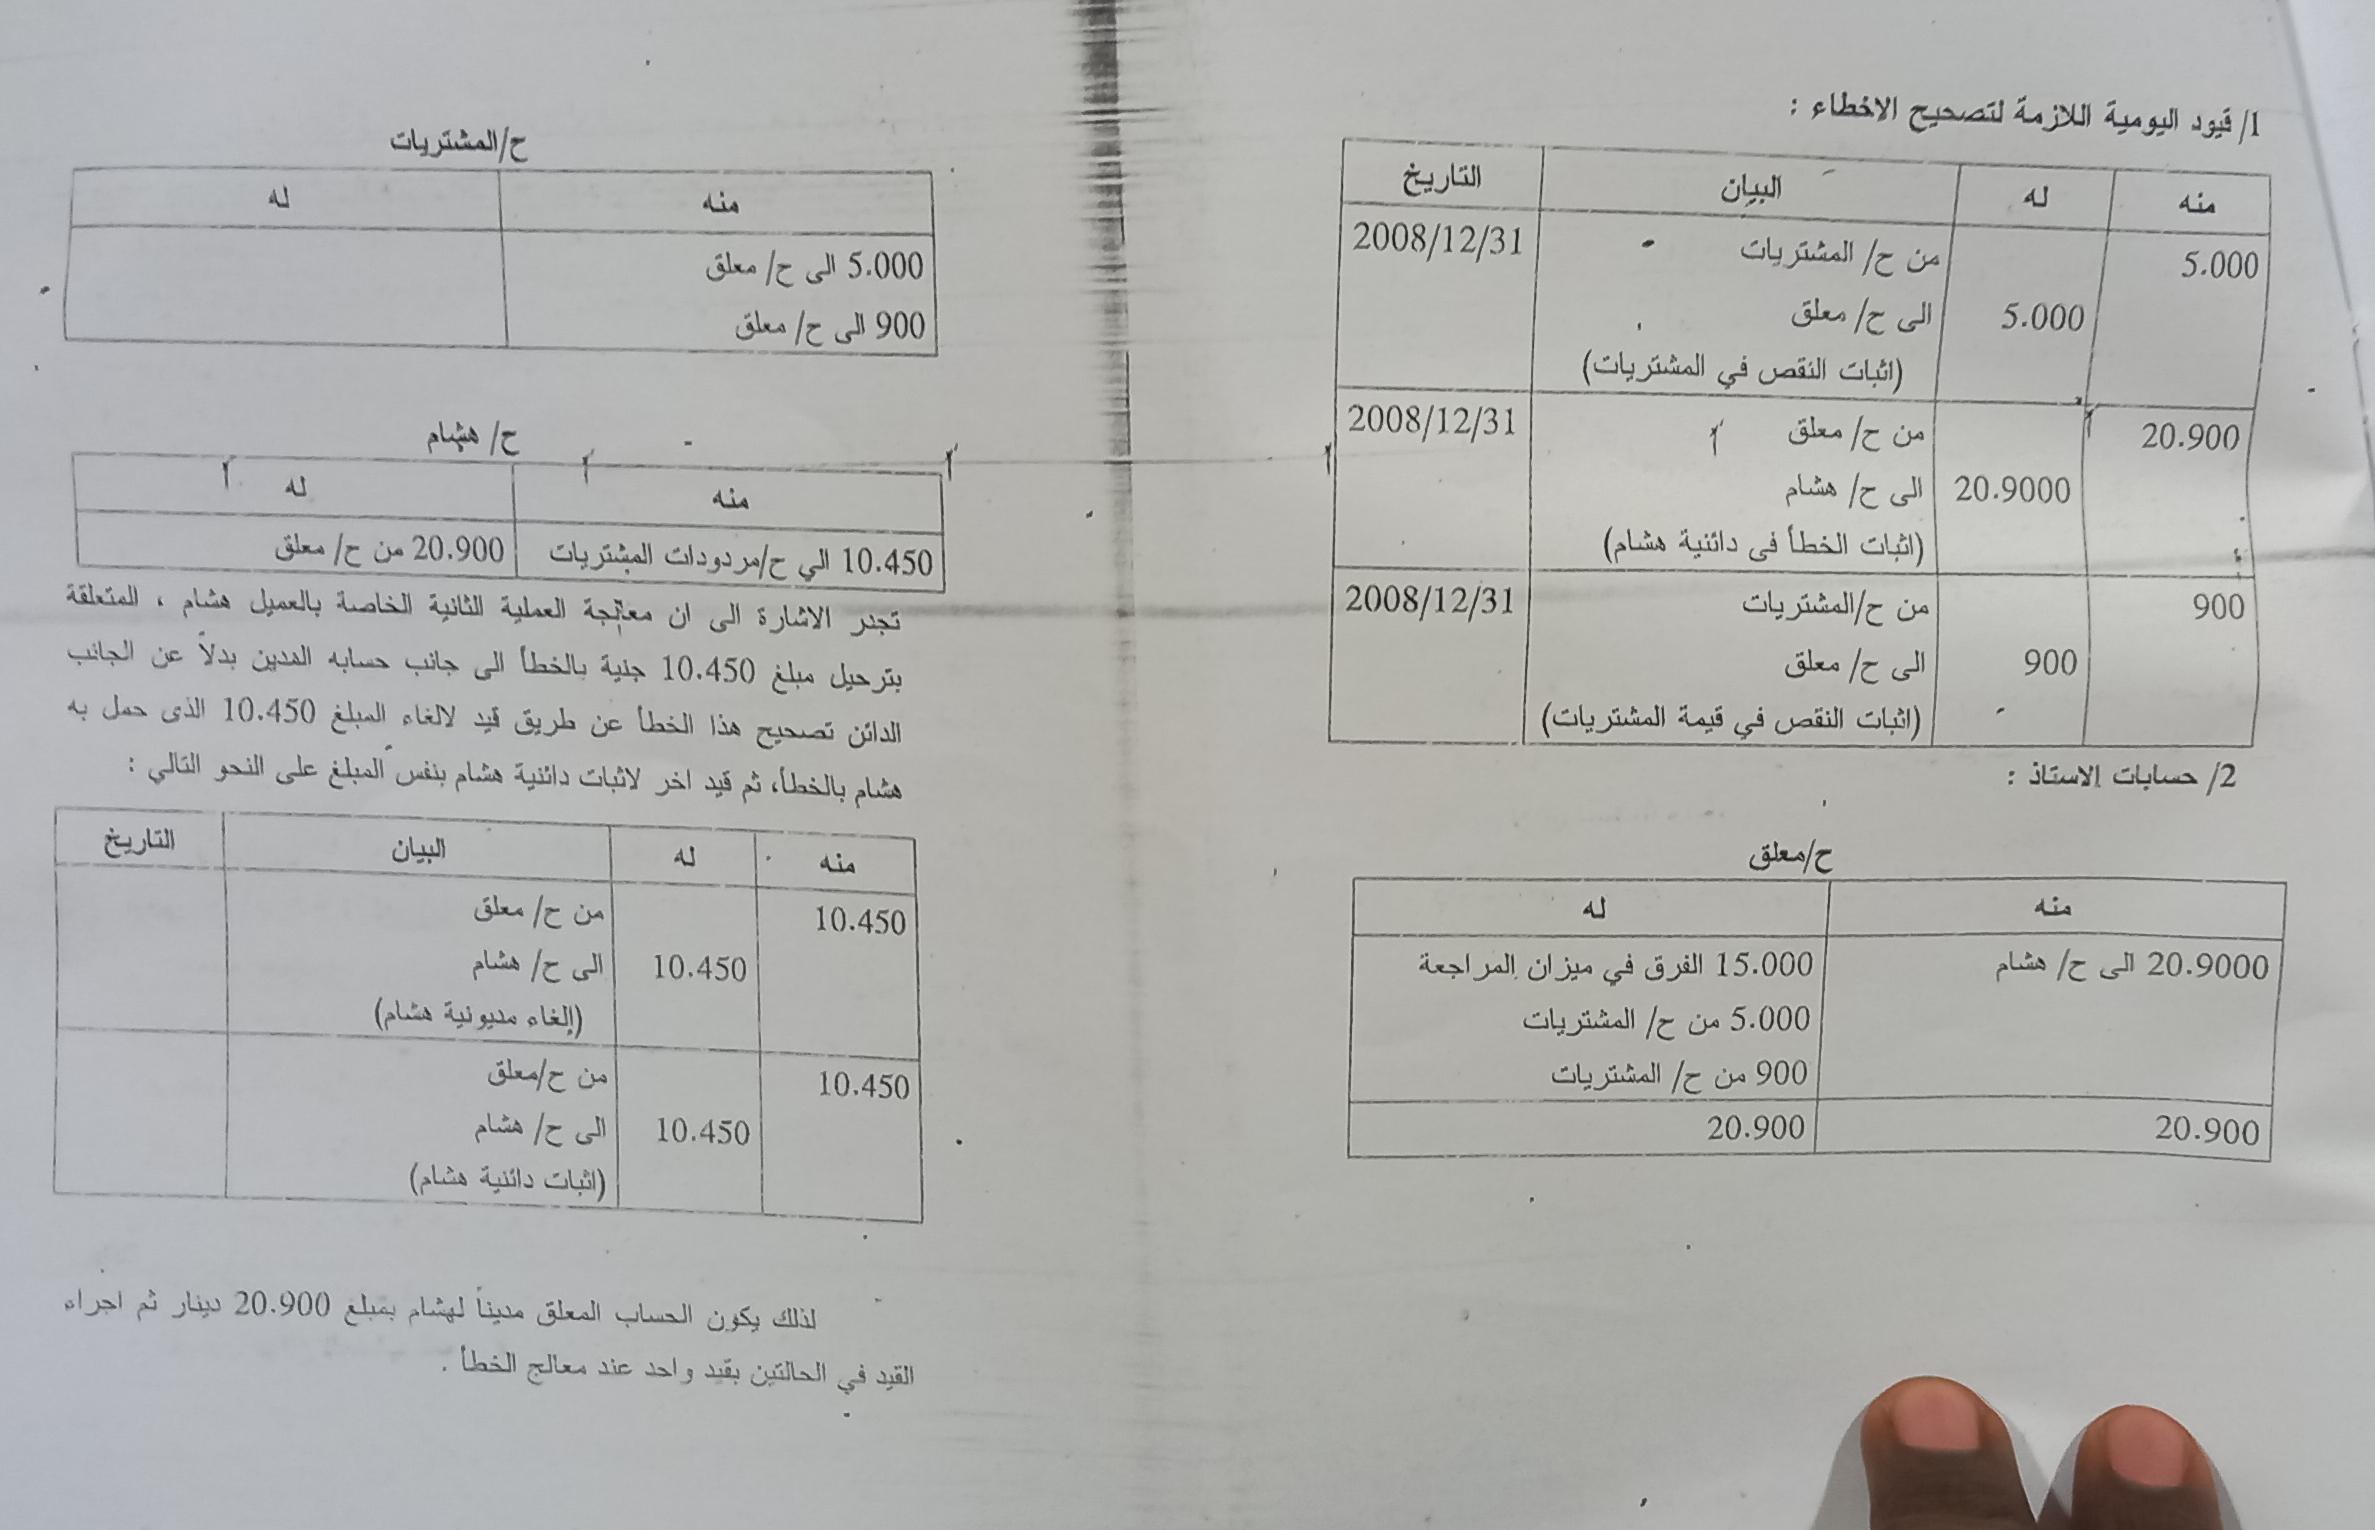 1/ قيود اليومية اللازمة لتصحيح الاخطاء :
منه له البيان التاريخ
5.000 من ح/ المشتريات 2008/12/31
5.000 الى ح/ معلق
(اثبات النقص في المشتريات)
20.900 من ح/ معلق 2008/12/31
20.9000 الى ح/ هشام
(اثبات الخطأ فى دائنية هشام)
900 من ح/المشتريات 2008/12/31
900 الى ح/ معلق
(اثبات النقص في قيمة المشتريات)
2/ حسابات الاستاذ :
ح/معلق
منه له
20.9000 الى ح/ هشام 15.000 الفرق في ميزان المراجعة
5.000 من ح/ المشتريات
900 من ح/ المشتريات
20.900 20.900
ح/المشتريات
منه له
5.000 الى ح/ معلق
900 الى ح/ معلق
ح/ هشام
منه له
10.450 الي ح/مردودات المشتريات 20.900 من ح/ معلق
تجدر الاشارة الى ان معالجة العملية الثانية الخاصة بالعميل هشام ، المتعلقة
بترحيل مبلغ 10.450 جنية بالخطأ الى جانب حسابه المدين بدلاً عن الجانب
الدائن تصحيح هذا الخطأ عن طريق قيد لالغاء المبلغ 10.450 الذى حمل به
هشام بالخطأ، ثم قيد اخر لاثبات دائنية هشام بنفس المبلغ على النحو التالي :
منه له البيان التاريخ
10.450 من ح/ معلق
10.450 الى ح/ هشام
(إلغاء مديونية هشام)
10.450 من ح/معلق
10.450 الى ح/ هشام
(اثبات دائنية هشام)
لذلك يكون الحساب المعلق مديناً لهشام بمبلغ 20.900 دينار ثم اجراء
القيد في الحالتين بقيد واحد عند معالج الخطأ .